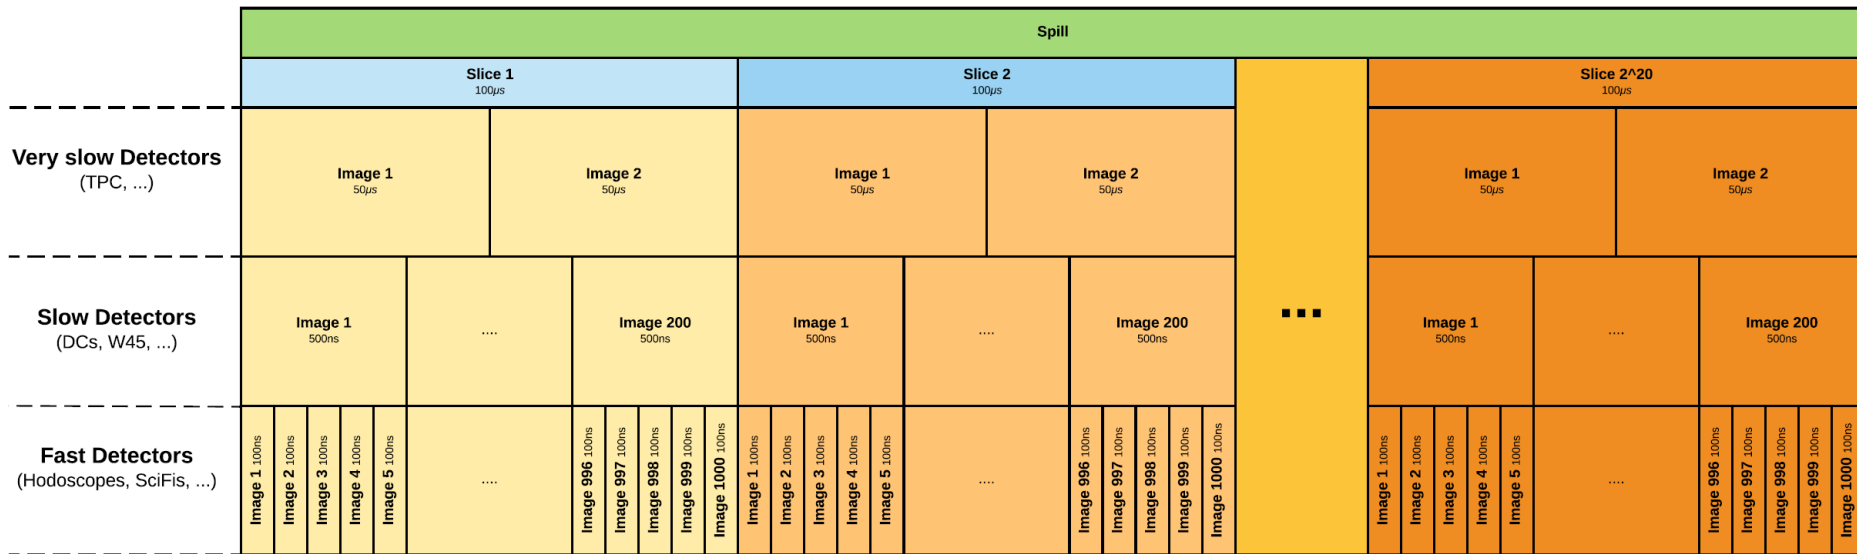 Spill
Slice 1
100μs
Slice 2
100μs
Slice 2^20
100μs
Very slow Detectors
(TPC, ...)
Image 1
50μs
Image 2
50μs
Image 1
50μs
Image 2
50μs
Image 1
50μs
Image 2
50μs
...
Slow Detectors
(DCs, W45, ...)
Image 1
500ns
....
Image 200
500ns
Image 1
500ns
....
Image 200
500ns
Image 1
500ns
....
Image 200
500ns
Fast Detectors
(Hodoscopes, SciFis, ...)
Image 1 100ns
Image 2 100ns
Image 3 100ns
Image 4 100ns
Image 5 100ns
....
Image 996 100ns
Image 997 100ns
Image 998 100ns
Image 999 100ns
Image 1000 100ns
Image 1 100ns
Image 2 100ns
Image 3 100ns
Image 4 100ns
Image 5 100ns
....
Image 996 100ns
Image 997 100ns
Image 998 100ns
Image 999 100ns
Image 1000 100ns
Image 1 100ns
Image 2 100ns
Image 3 100ns
Image 4 100ns
Image 5 100ns
....
Image 996 100ns
Image 997 100ns
Image 998 100ns
Image 999 100ns
Image 1000 100ns